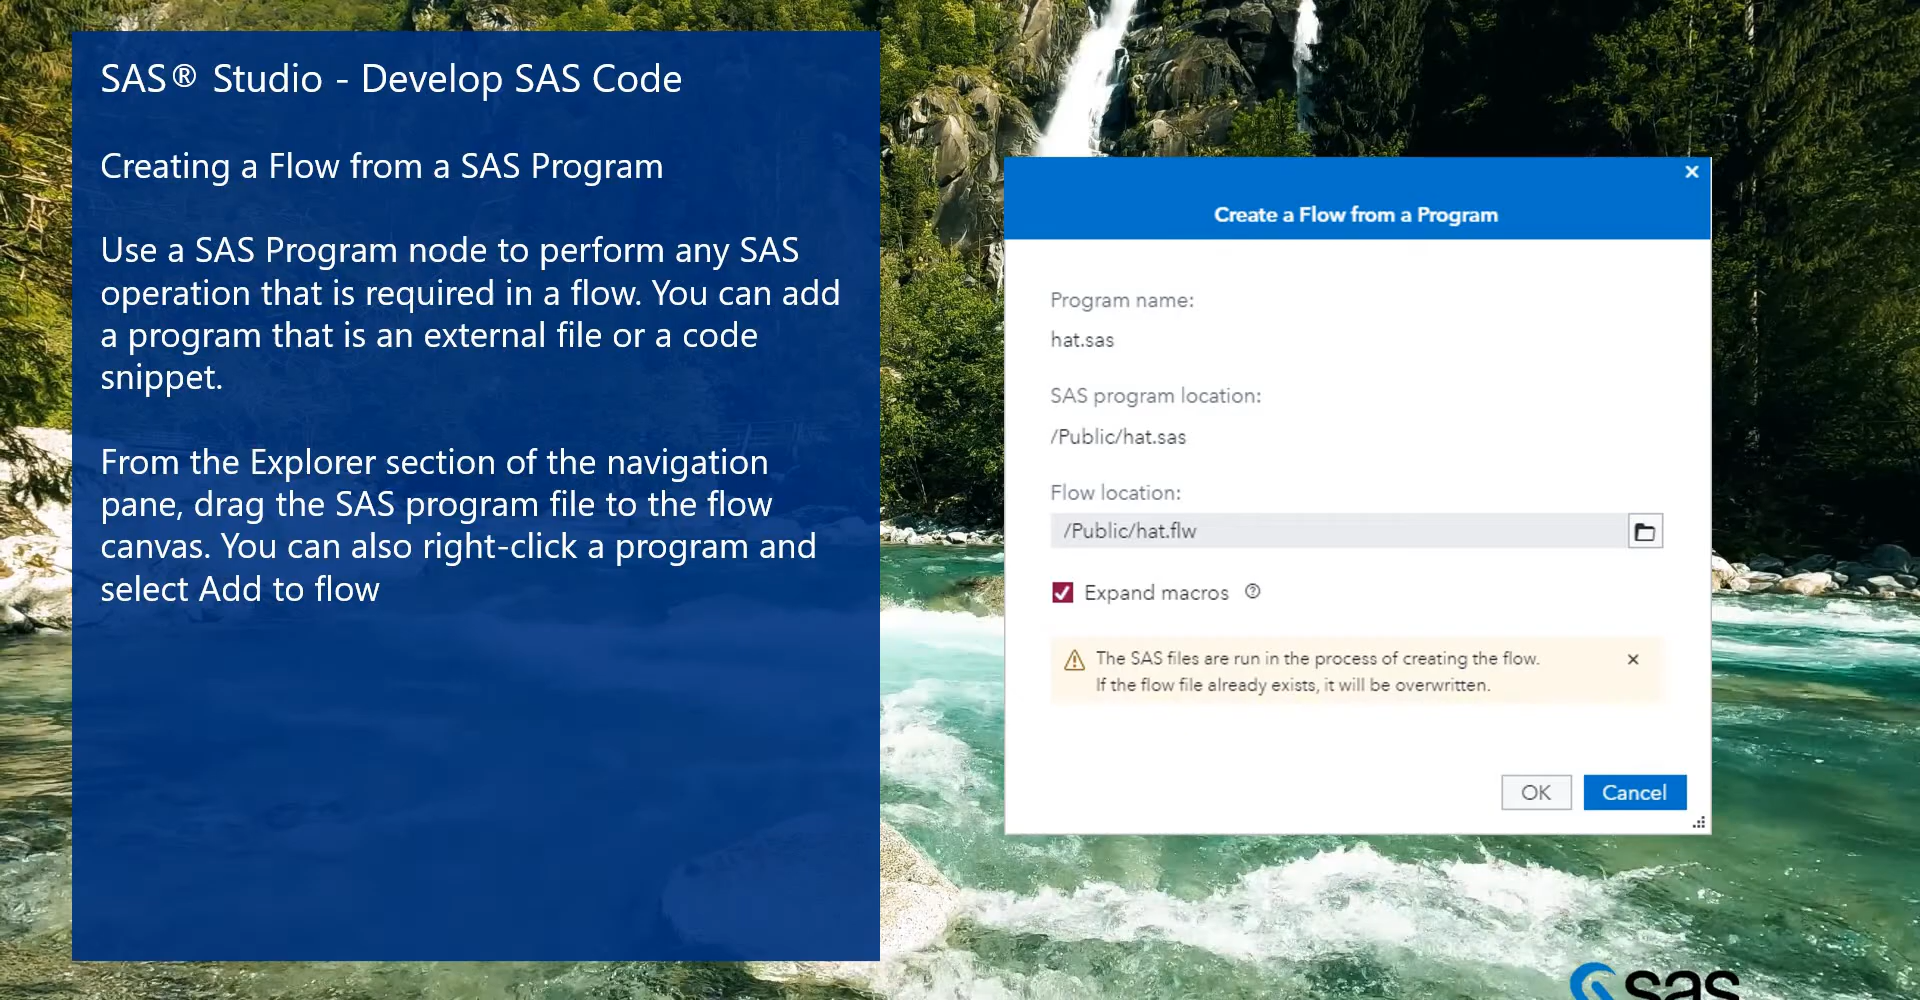 SAS® Studio - Develop SAS Code
Creating a Flow from a SAS Program
Use a SAS Program node to perform any SAS
operation that is required in a flow. You can add
a program that is an external file or a code
snippet.
From the Explorer section of the navigation
pane, drag the SAS program file to the flow
canvas. You can also right-click a program and
select Add to flow
Create a Flow from a Program
Program name:
hat.sas
SAS program location:
/Public/hat.sas
Flow location:
/Public/hat.flw
Expand macros
The SAS files are run in the process of creating the flow.
If the flow file already exists, it will be overwritten.
OK
Cancel
sas